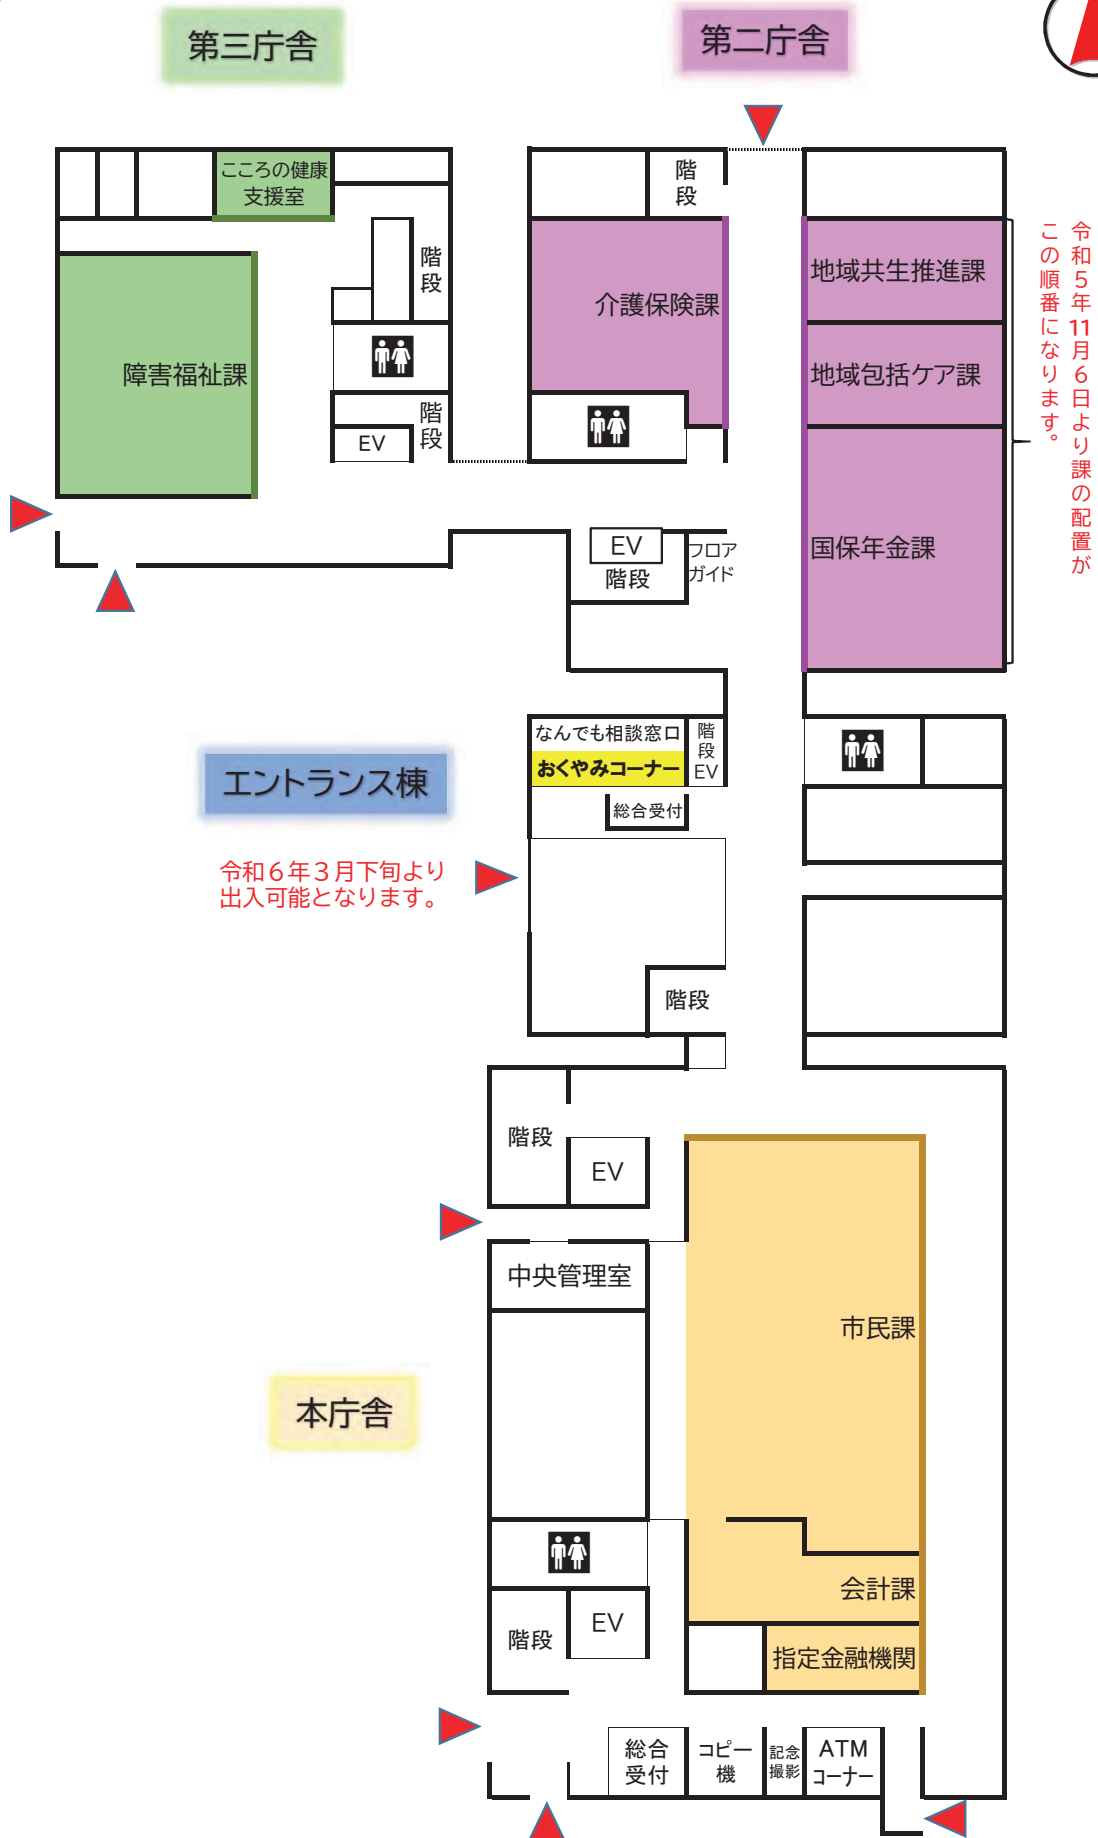 第三庁舎
第二庁舎
こころの健康
支援室
階段
障害福祉課
階段
EV
階段
介護保険課
地域共生推進課
地域包括ケア課
国保年金課
令和５年11月６日より課の配置が
この順番になります。
EV
階段
フロア
ガイド
エントランス棟
令和６年３月下旬より
出入可能となります。
なんでも相談窓口
おくやみコーナー
階段
EV
総合受付
階段
本庁舎
階段
EV
中央管理室
市民課
会計課
指定金融機関
階段
EV
総合
受付
コピー
機
記念
撮影
ATM
コーナー